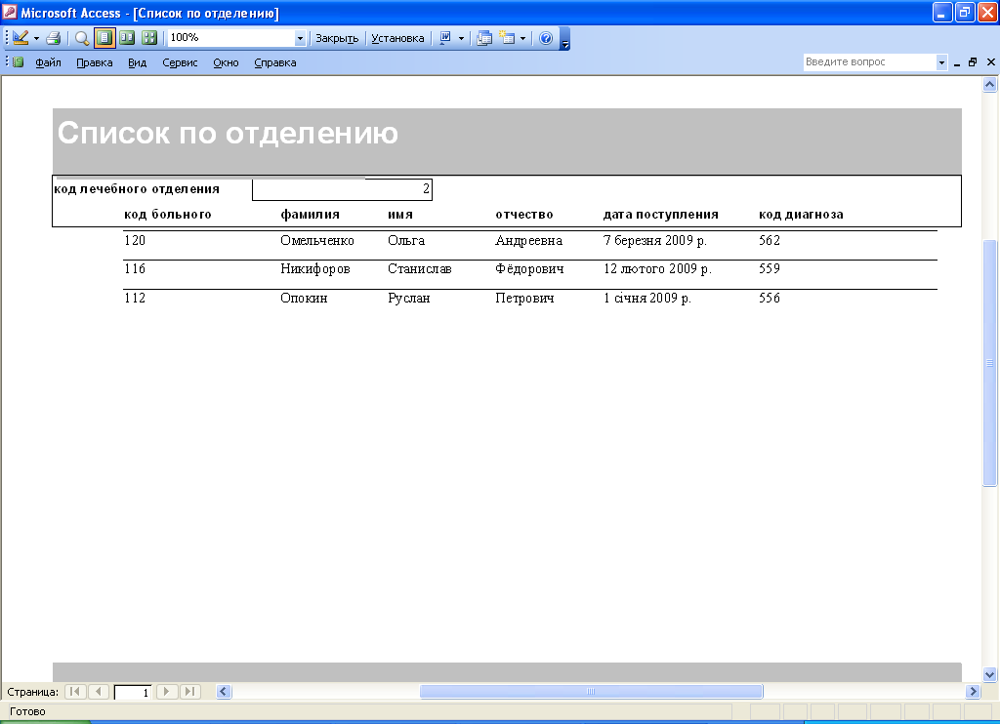 Microsoft Access - [Список по отделению]
100% Закрыть Установка
Файл Правка Вид Сервис Окно Справка Введите вопрос
Список по отделению
код лечебного отделения 2
код больного фамилия имя отчество дата поступления код диагноза
120 Омельченко Ольга Андреевна 7 березня 2009 р. 562
116 Никифоров Станислав Фёдорович 12 лютого 2009 р. 559
112 Опокин Руслан Петрович 1 січня 2009 р. 556
Страница: 1
Готово